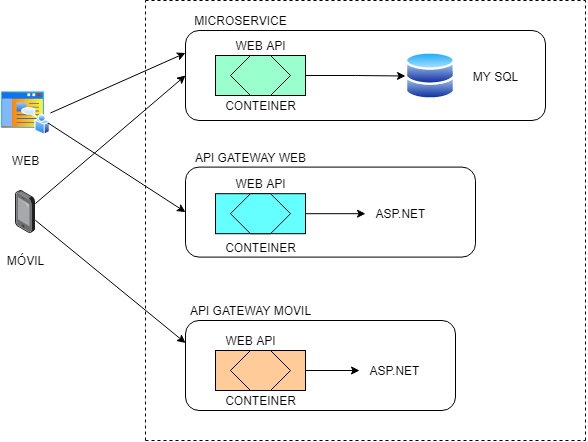 MICROSERVICE
WEB API
CONTEINER
MY SQL
WEB
API GATEWAY WEB
WEB API
CONTEINER
ASP.NET
MÓVIL
API GATEWAY MOVIL
WEB API
CONTEINER
ASP.NET